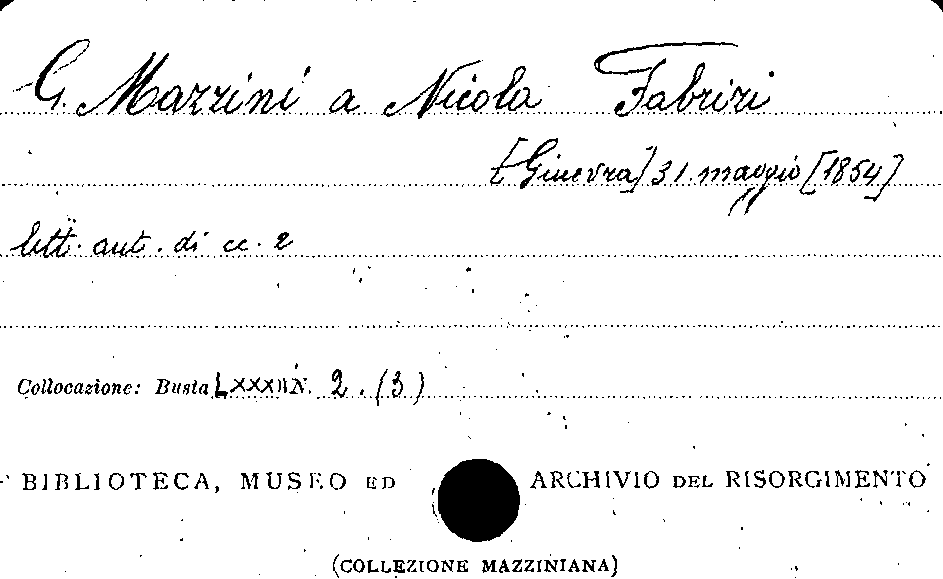 G. Mazzini a Nicola Fabrizi
[Ginevra] 31. maggio [1854]
lett. aut. di cc. 2
Collocazione: Busta LXXXII N. 2. (3)
BIBLIOTECA, MUSEO ED ARCHIVIO DEL RISORGIMENTO
(COLLEZIONE MAZZINIANA)